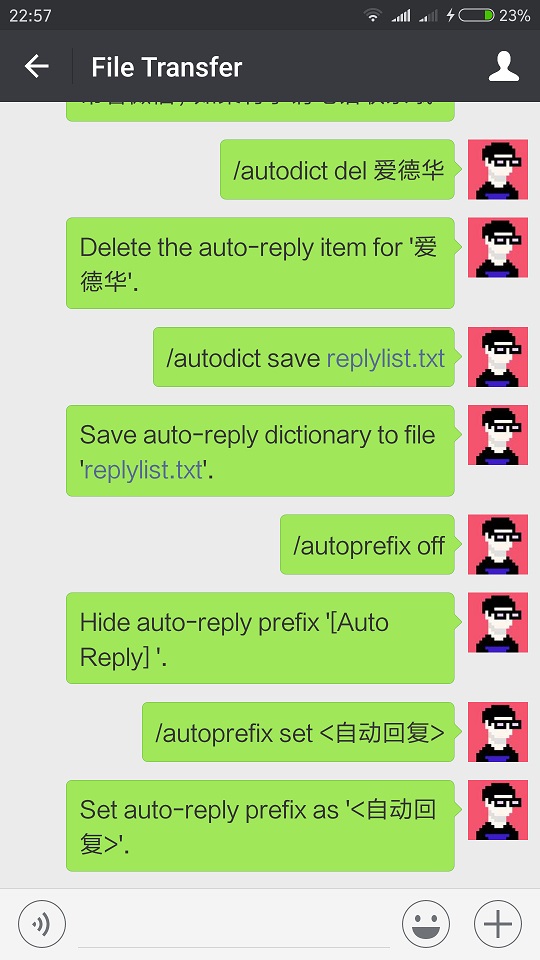 22:57
23%
File Transfer
/autodict del 爱德华
Delete the auto-reply item for '爱
德华'.
/autodict save replylist.txt
Save auto-reply dictionary to file
'replylist.txt'.
/autoprefix off
Hide auto-reply prefix '[Auto
Reply] '.
/autoprefix set <自动回复>
Set auto-reply prefix as '<自动回
复>'.